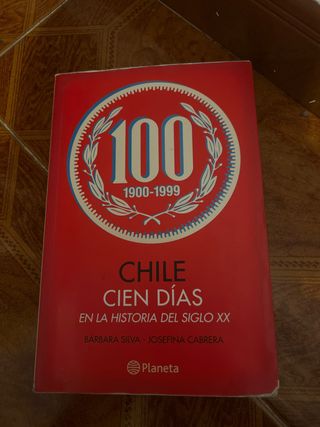 100
1900-1999
CHILE
CIEN DÍAS
EN LA HISTORIA DEL SIGLO XX
BÁRBARA SILVA - JOSEFINA CABRERA
Planeta